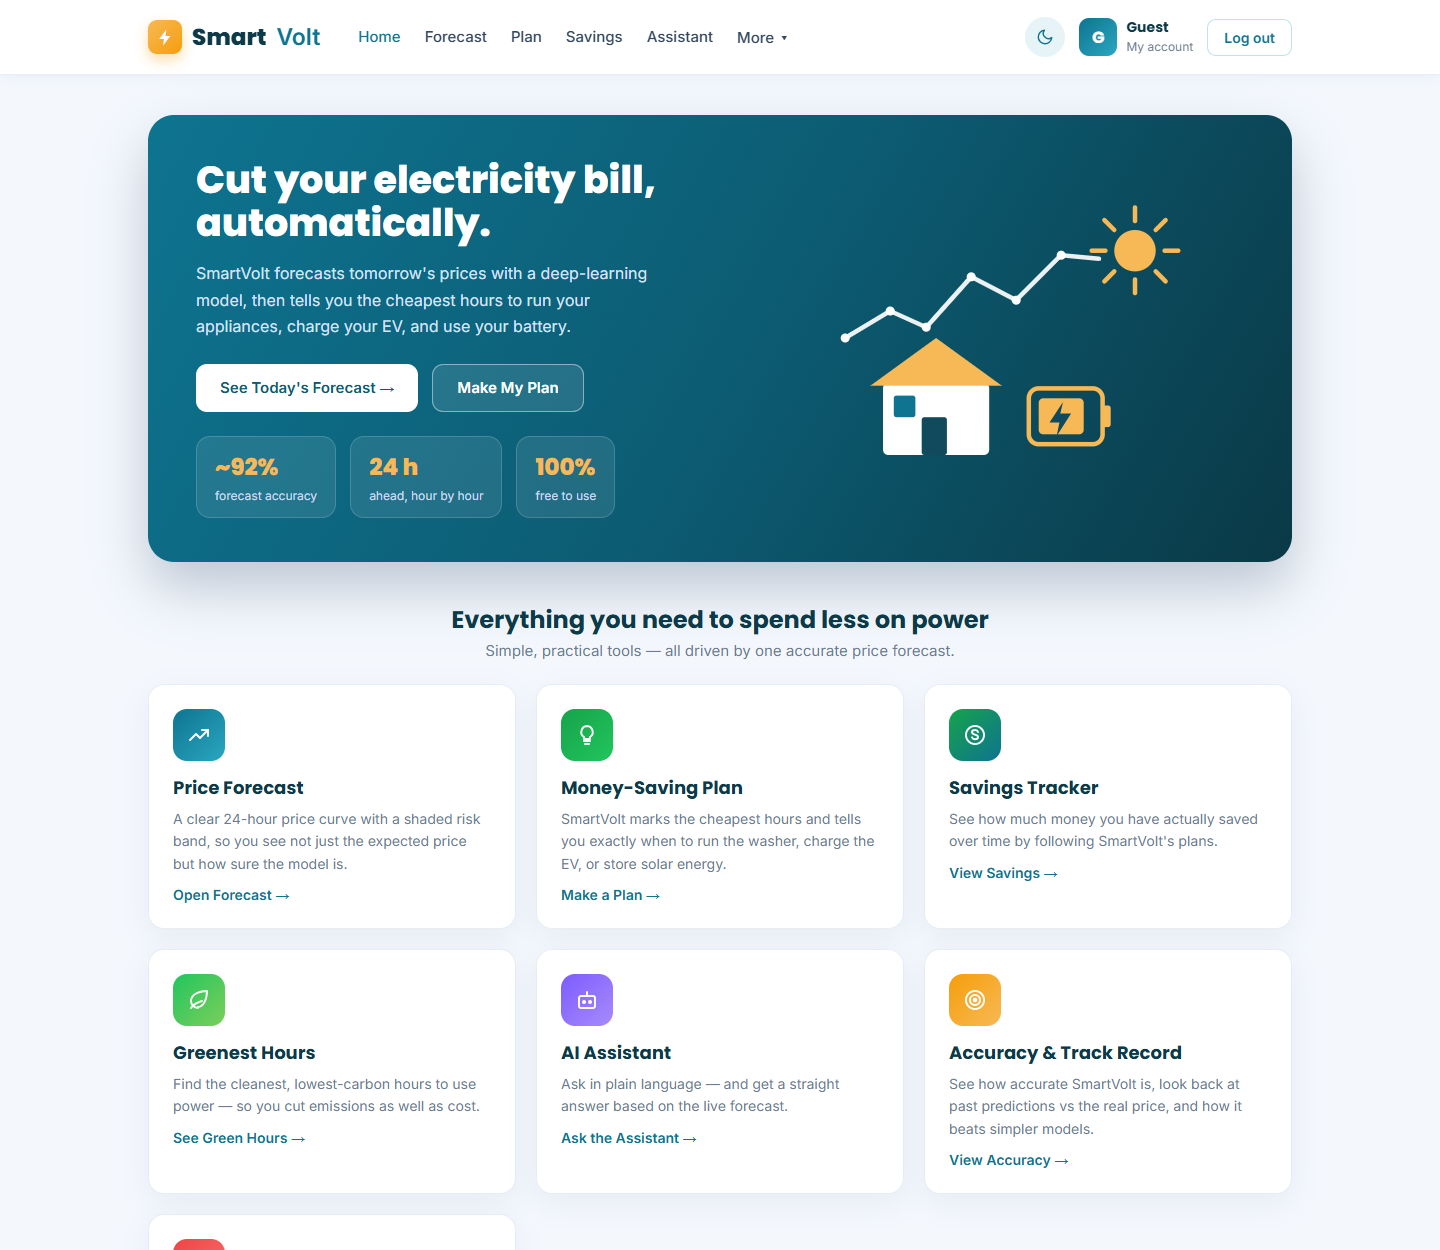 Smart Volt
Home
Forecast
Plan
Savings
Assistant
More ▾
G
Guest
My account
Log out
Cut your electricity bill,
automatically.
SmartVolt forecasts tomorrow's prices with a deep-learning
model, then tells you the cheapest hours to run your
appliances, charge your EV, and use your battery.
See Today's Forecast →
Make My Plan
~92%
forecast accuracy
24 h
ahead, hour by hour
100%
free to use
Everything you need to spend less on power
Simple, practical tools — all driven by one accurate price forecast.
Price Forecast
A clear 24-hour price curve with a shaded risk
band, so you see not just the expected price
but how sure the model is.
Open Forecast →
Money-Saving Plan
SmartVolt marks the cheapest hours and tells
you exactly when to run the washer, charge the
EV, or store solar energy.
Make a Plan →
Savings Tracker
See how much money you have actually saved
over time by following SmartVolt's plans.
View Savings →
Greenest Hours
Find the cleanest, lowest-carbon hours to use
power — so you cut emissions as well as cost.
See Green Hours →
AI Assistant
Ask in plain language — and get a straight
answer based on the live forecast.
Ask the Assistant →
Accuracy & Track Record
See how accurate SmartVolt is, look back at
past predictions vs the real price, and how it
beats simpler models.
View Accuracy →